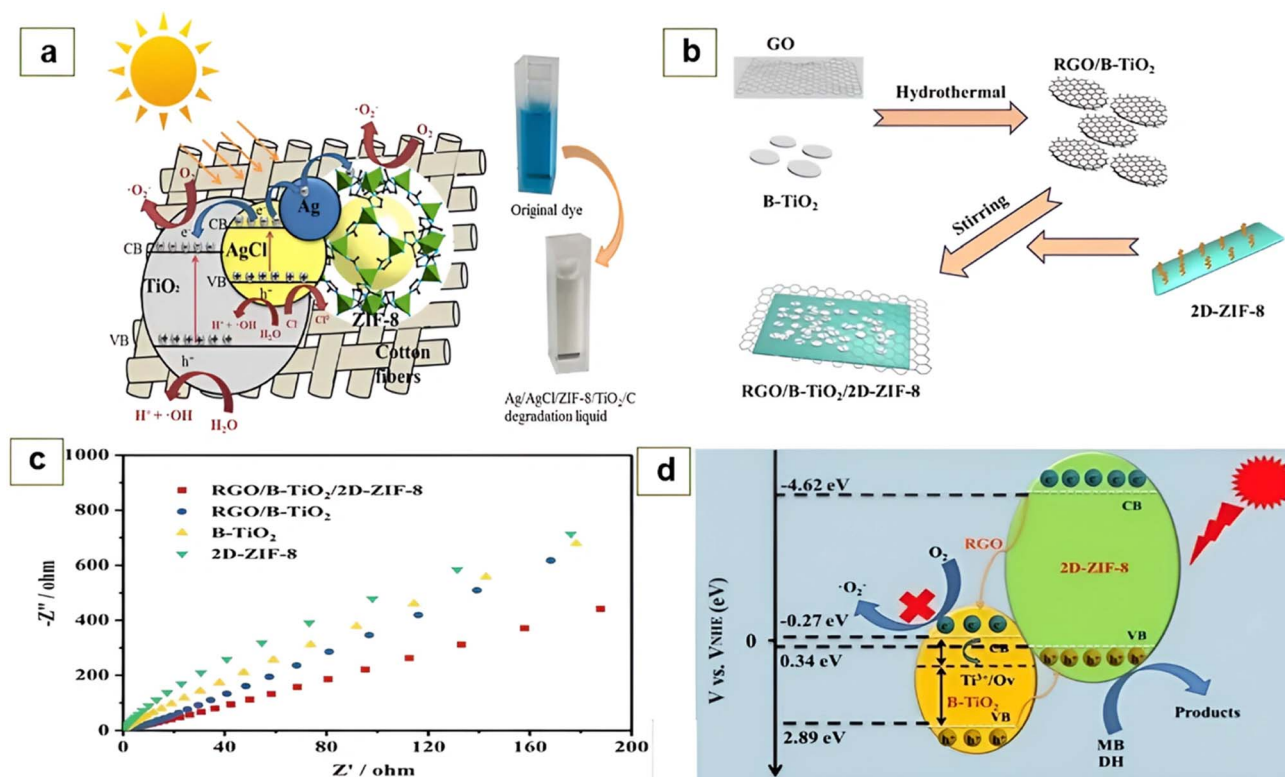 a
·O₂⁻
O₂
·O₂⁻
O₂
e⁻
CB
Ag
e⁻
CB
AgCl
TiO₂
VB
h⁻
H⁺ + ·OH
H₂O
Cl⁻
Cl⁰
ZIF-8
VB
h⁻
Cotton
fibers
H⁺ + ·OH
H₂O
Original dye
Ag/AgCl/ZIF-8/TiO₂/C
degradation liquid
b
GO
B-TiO₂
Hydrothermal
RGO/B-TiO₂
Stirring
2D-ZIF-8
RGO/B-TiO₂/2D-ZIF-8
c
1000
800
600
400
200
0
-Z'' / ohm
RGO/B-TiO₂/2D-ZIF-8
RGO/B-TiO₂
B-TiO₂
2D-ZIF-8
0
40
80
120
160
200
Z' / ohm
d
V vs. VNHE (eV)
0
-4.62 eV
-0.27 eV
0.34 eV
2.89 eV
e⁻ e⁻ e⁻ e⁻ e⁻
CB
RGO
2D-ZIF-8
O₂
·O₂⁻
e⁻ e⁻ e⁻
CB
Ti³⁺/Ov
B-TiO₂
VB
h⁺ h⁺ h⁺
VB
h⁺ h⁺ h⁺ h⁺ h⁺
Products
MB
DH